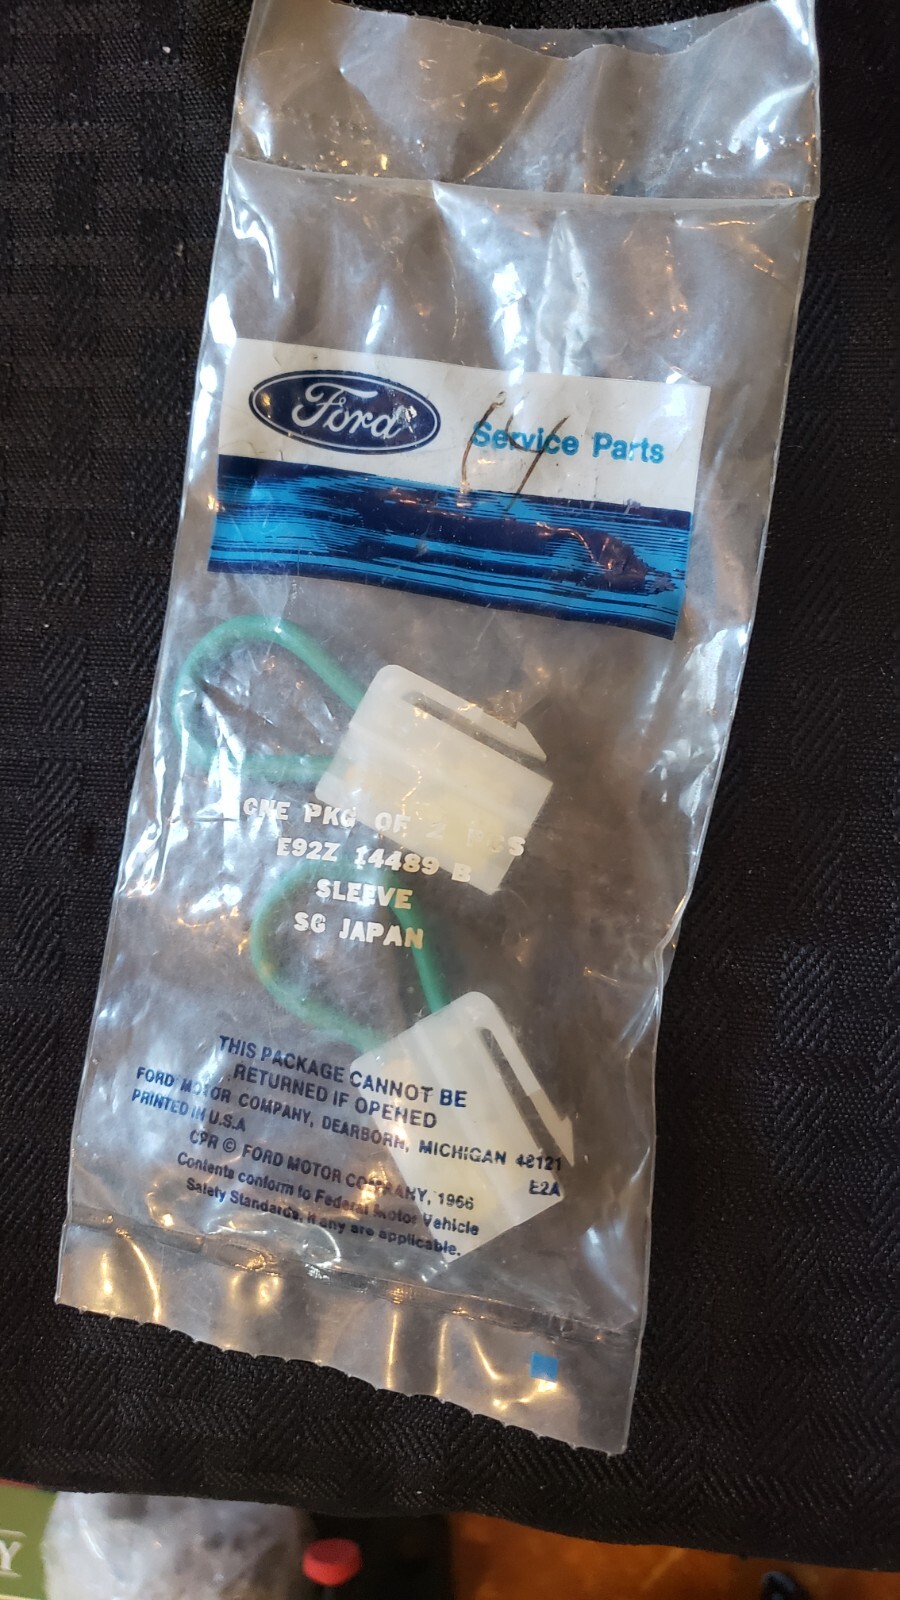 Ford
Service Parts
ONE PKG OF 2 PCS
E92Z 14489 B
SLEEVE
SG JAPAN
THIS PACKAGE CANNOT BE
RETURNED IF OPENED
FORD MOTOR COMPANY, DEARBORN, MICHIGAN 48121
PRINTED IN U.S.A
E2A
CPR © FORD MOTOR COMPANY, 1966
Contents conform to Federal Motor Vehicle
Safety Standards, if any are applicable.
Y